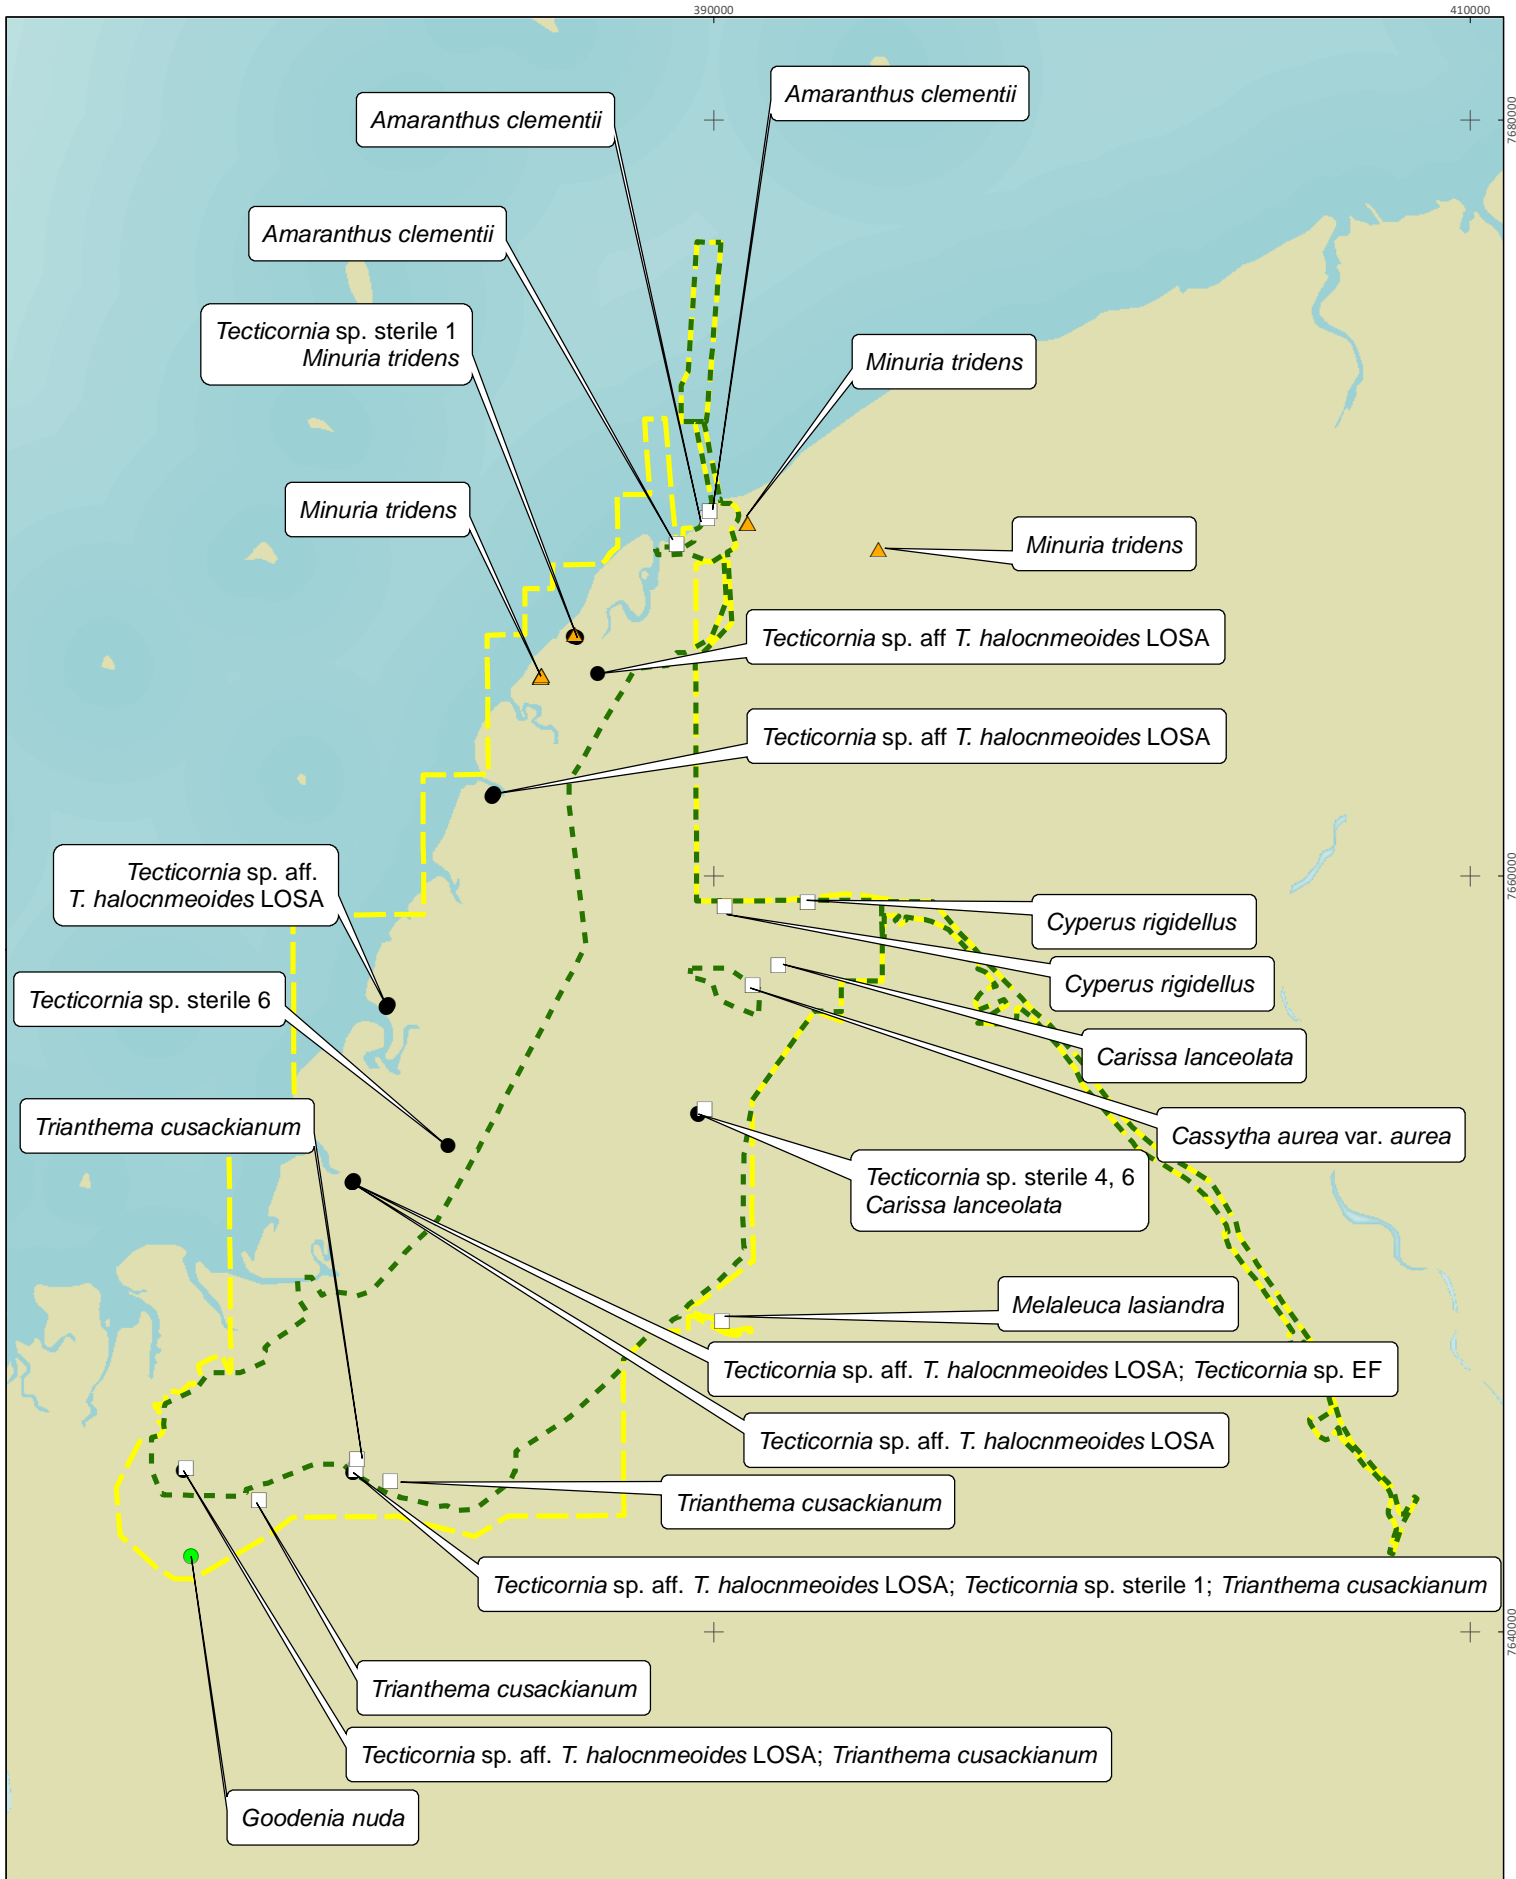 390000
410000
Amaranthus clementii
Amaranthus clementii
7680000
Amaranthus clementii
Tecticornia sp. sterile 1
Minuria tridens
Minuria tridens
Minuria tridens
Minuria tridens
Tecticornia sp. aff T. halocnmeoides LOSA
Tecticornia sp. aff T. halocnmeoides LOSA
7660000
Tecticornia sp. aff.
T. halocnmeoides LOSA
Cyperus rigidellus
Cyperus rigidellus
Tecticornia sp. sterile 6
Carissa lanceolata
Trianthema cusackianum
Cassytha aurea var. aurea
Tecticornia sp. sterile 4, 6
Carissa lanceolata
Melaleuca lasiandra
Tecticornia sp. aff. T. halocnmeoides LOSA; Tecticornia sp. EF
Tecticornia sp. aff. T. halocnmeoides LOSA
Trianthema cusackianum
Tecticornia sp. aff. T. halocnmeoides LOSA; Tecticornia sp. sterile 1; Trianthema cusackianum
7640000
Trianthema cusackianum
Tecticornia sp. aff. T. halocnmeoides LOSA; Trianthema cusackianum
Goodenia nuda